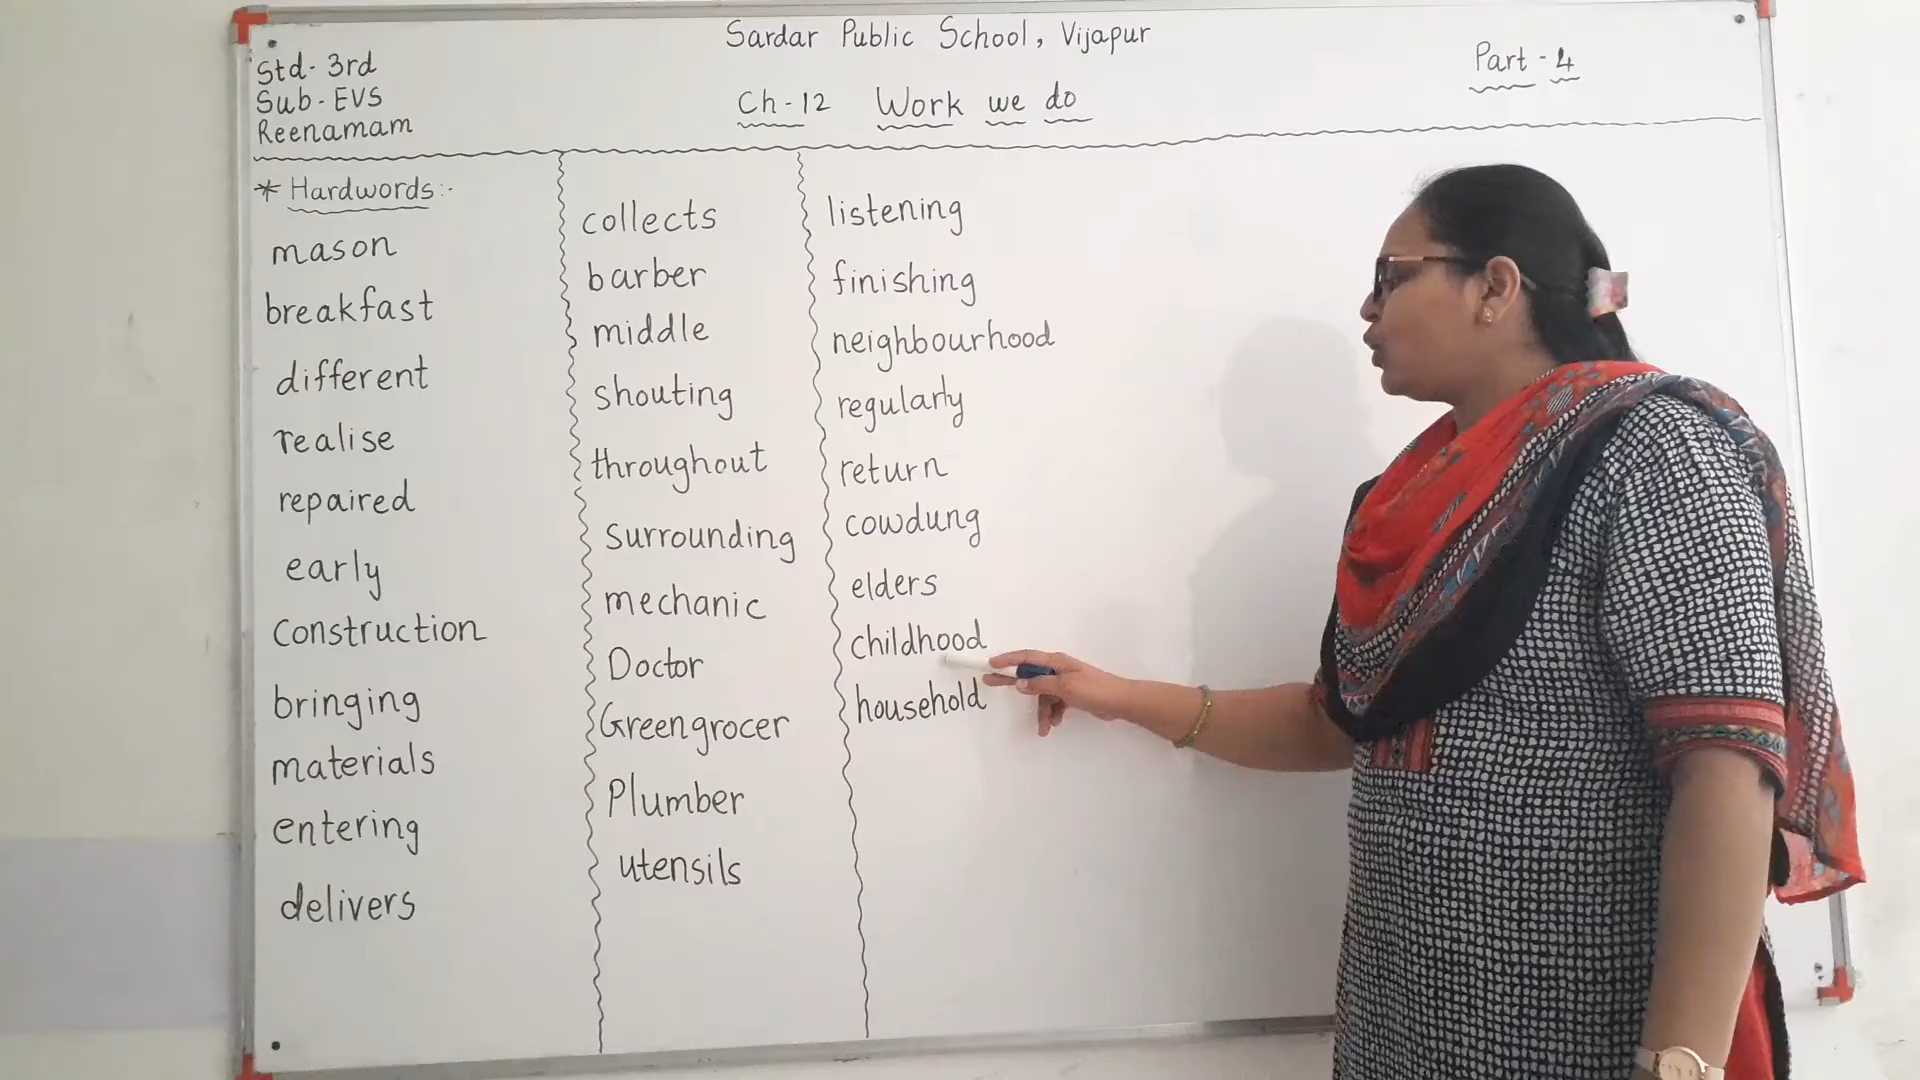 Sardar Public School, Vijapur
Std- 3rd
Sub- EVS
Reenamam
Ch-12 Work we do
Part-4
* Hardwords:-
mason
breakfast
different
realise
repaired
early
construction
bringing
materials
entering
delivers
collects
barber
middle
shouting
throughout
surrounding
mechanic
Doctor
Greengrocer
Plumber
utensils
listening
finishing
neighbourhood
regularly
return
cowdung
elders
childhood
household